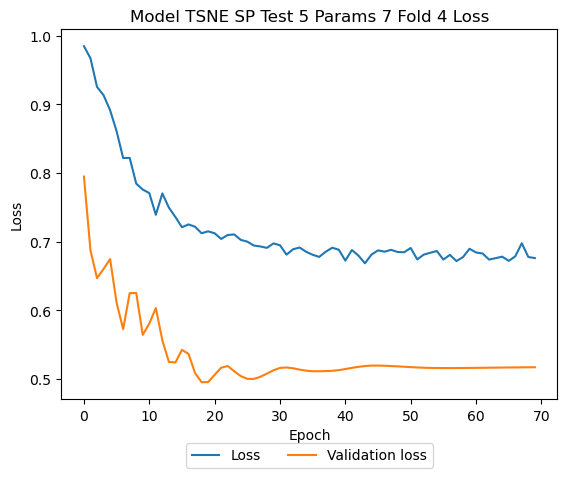 Model TSNE SP Test 5 Params 7 Fold 4 Loss
1.0
0.9
0.8
0.7
0.6
0.5
Loss
0 10 20 30 40 50 60 70
Epoch
Loss Validation loss